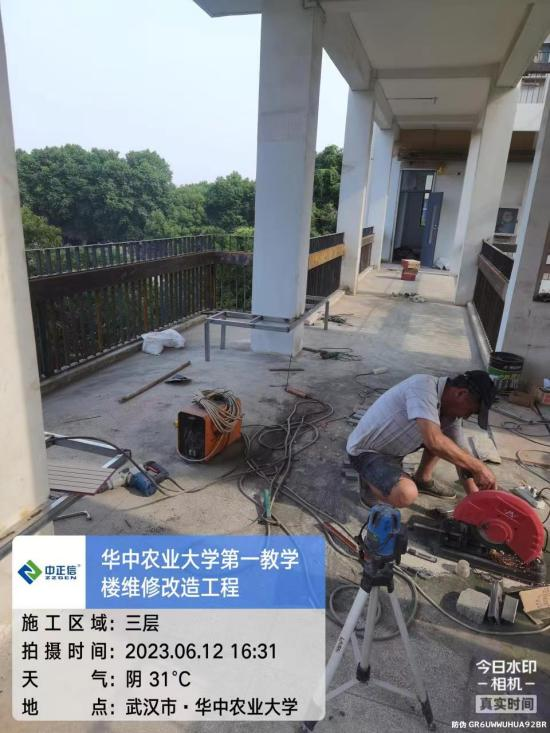 中正信
ZZGEN
华中农业大学第一教学
楼维修改造工程
施工区域：三层
拍摄时间：2023.06.12 16:31
天 气：阴 31°C
地 点：武汉市·华中农业大学
今日水印
-相机-
真实时间
防伪 GR6UWWUHUA92BR